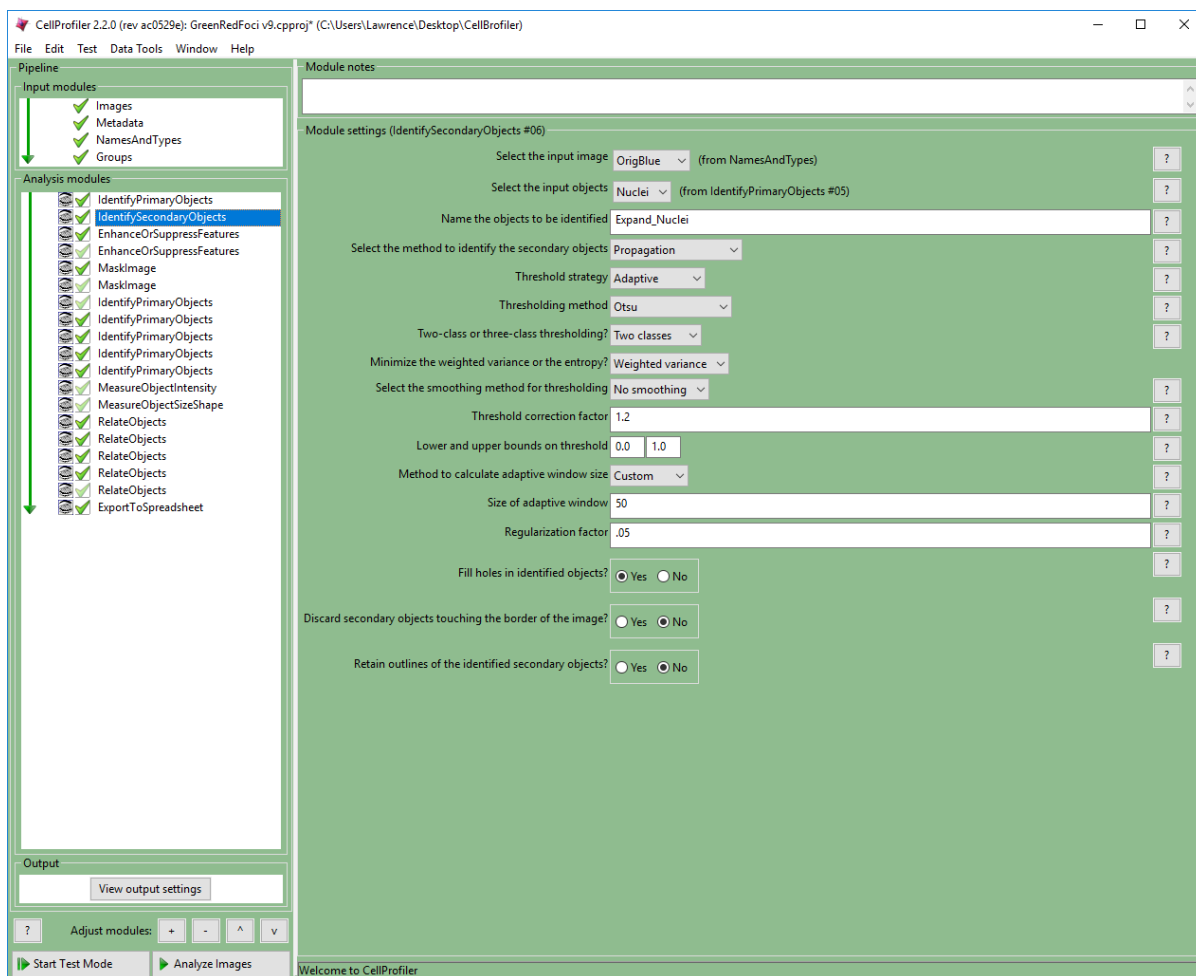 CellProfiler 2.2.0 (rev ac0529e): GreenRedFoci v9.cpproj* (C:\Users\Lawrence\Desktop\CellBrofiler)
File Edit Test Data Tools Window Help
Pipeline
Input modules
Images
Metadata
NamesAndTypes
Groups
Analysis modules
IdentifyPrimaryObjects
IdentifySecondaryObjects
EnhanceOrSuppressFeatures
EnhanceOrSuppressFeatures
MaskImage
MaskImage
IdentifyPrimaryObjects
IdentifyPrimaryObjects
IdentifyPrimaryObjects
IdentifyPrimaryObjects
IdentifyPrimaryObjects
MeasureObjectIntensity
MeasureObjectSizeShape
RelateObjects
RelateObjects
RelateObjects
RelateObjects
RelateObjects
ExportToSpreadsheet
Output
View output settings
? Adjust modules: + - ^ v
Start Test Mode Analyze Images
Module notes
Module settings (IdentifySecondaryObjects #06)
Select the input image OrigBlue (from NamesAndTypes) ?
Select the input objects Nuclei (from IdentifyPrimaryObjects #05) ?
Name the objects to be identified Expand_Nuclei ?
Select the method to identify the secondary objects Propagation ?
Threshold strategy Adaptive ?
Thresholding method Otsu ?
Two-class or three-class thresholding? Two classes ?
Minimize the weighted variance or the entropy? Weighted variance
Select the smoothing method for thresholding No smoothing ?
Threshold correction factor 1.2 ?
Lower and upper bounds on threshold 0.0 1.0 ?
Method to calculate adaptive window size Custom ?
Size of adaptive window 50 ?
Regularization factor .05 ?
Fill holes in identified objects? Yes No ?
Discard secondary objects touching the border of the image? Yes No ?
Retain outlines of the identified secondary objects? Yes No ?
Welcome to CellProfiler